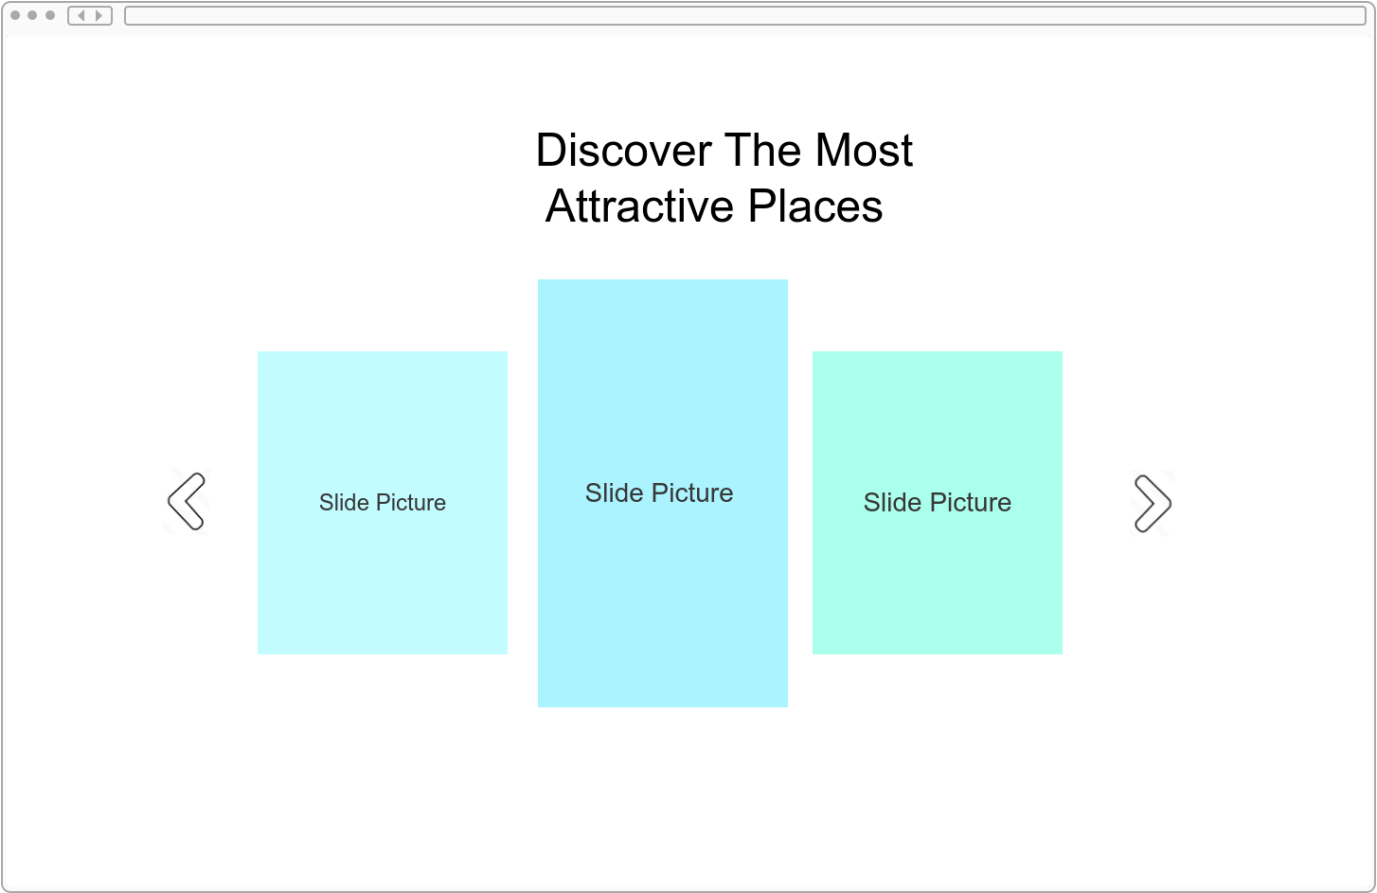 Discover The Most
Attractive Places
Slide Picture
Slide Picture
Slide Picture